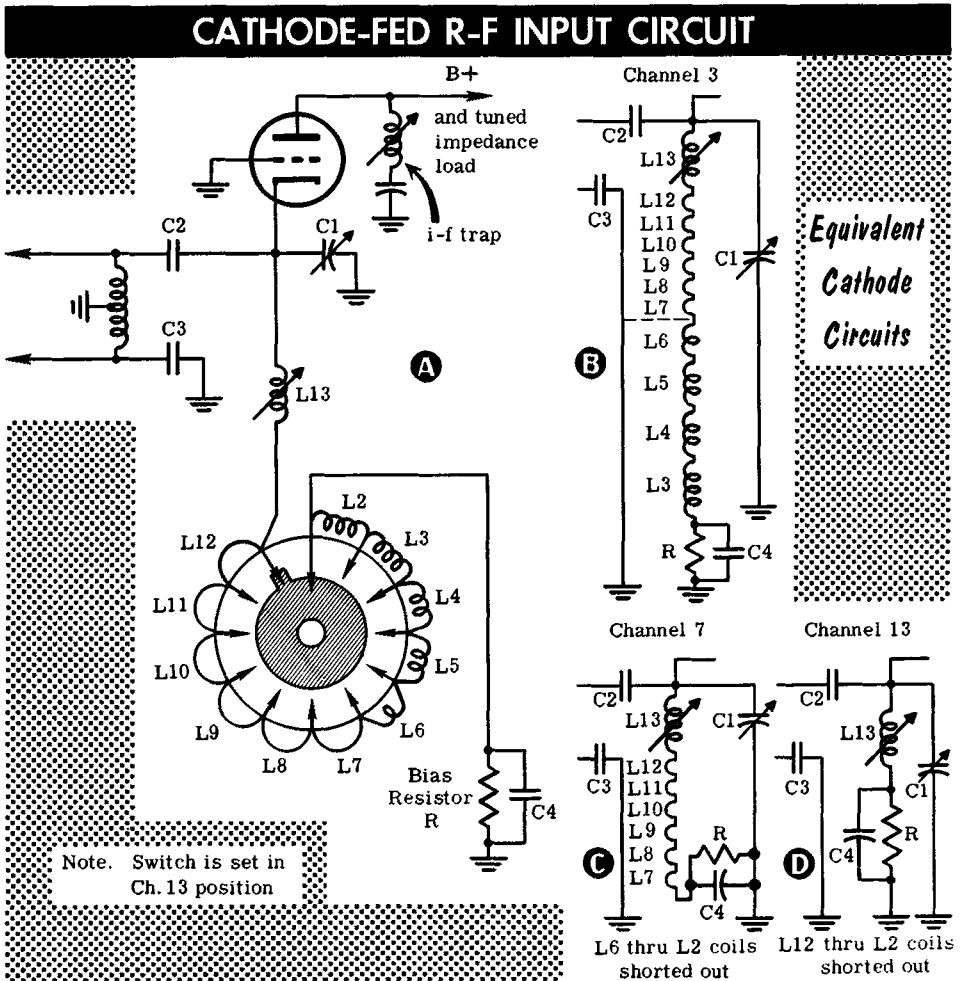 CATHODE-FED R-F INPUT CIRCUIT
B+
and tuned
impedance
load
i-f trap
C2
C1
C3
A
L13
L2
L3
L4
L5
L6
L7
L8
L9
L10
L11
L12
Bias
Resistor
R
C4
Note. Switch is set in
Ch. 13 position
Channel 3
C2
L13
C3
L12
L11
L10
L9
L8
L7
C1
B
L6
L5
L4
L3
R
C4
Equivalent
Cathode
Circuits
Channel 7
C2
L13
C1
C3
L12
L11
L10
L9
L8
L7
R
C4
C
L6 thru L2 coils
shorted out
Channel 13
C2
L13
C3
C1
C4
R
D
L12 thru L2 coils
shorted out